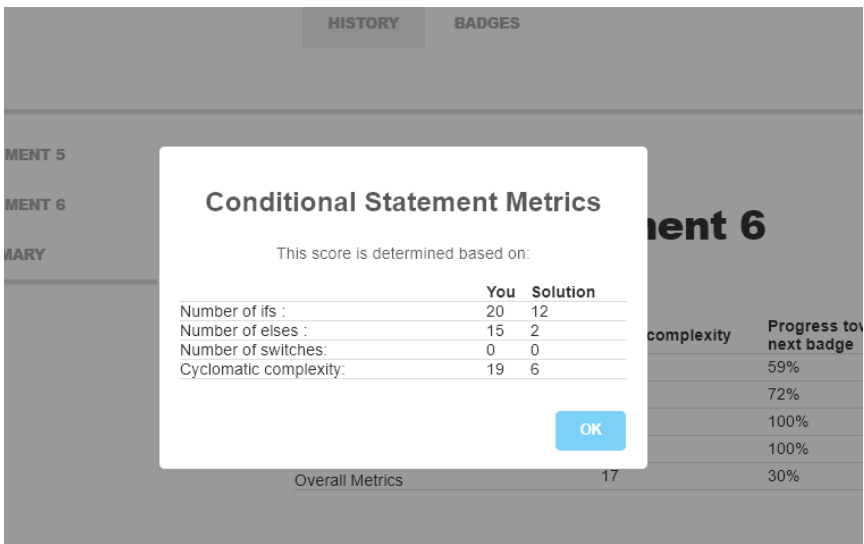 HISTORY BADGES
MENT 5
MENT 6
MARY
ment 6
Conditional Statement Metrics
This score is determined based on:
You Solution
Number of ifs : 20 12
Number of elses : 15 2
Number of switches: 0 0
Cyclomatic complexity: 19 6
OK
complexity
Progress tow
next badge
59%
72%
100%
100%
Overall Metrics 17 30%